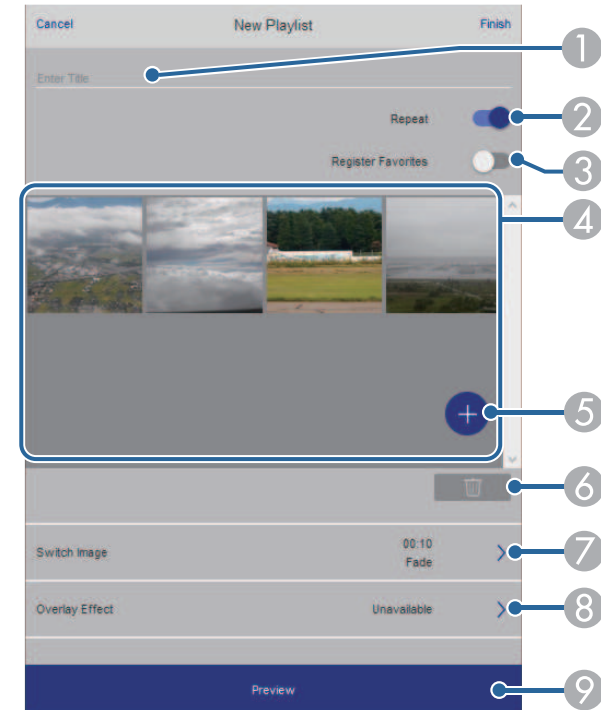 Cancel New Playlist Finish
1
Enter Title
Repeat 2
Register Favorites 3
4
5
6
Switch Image 00:10 Fade 7
Overlay Effect Unavailable 8
Preview 9